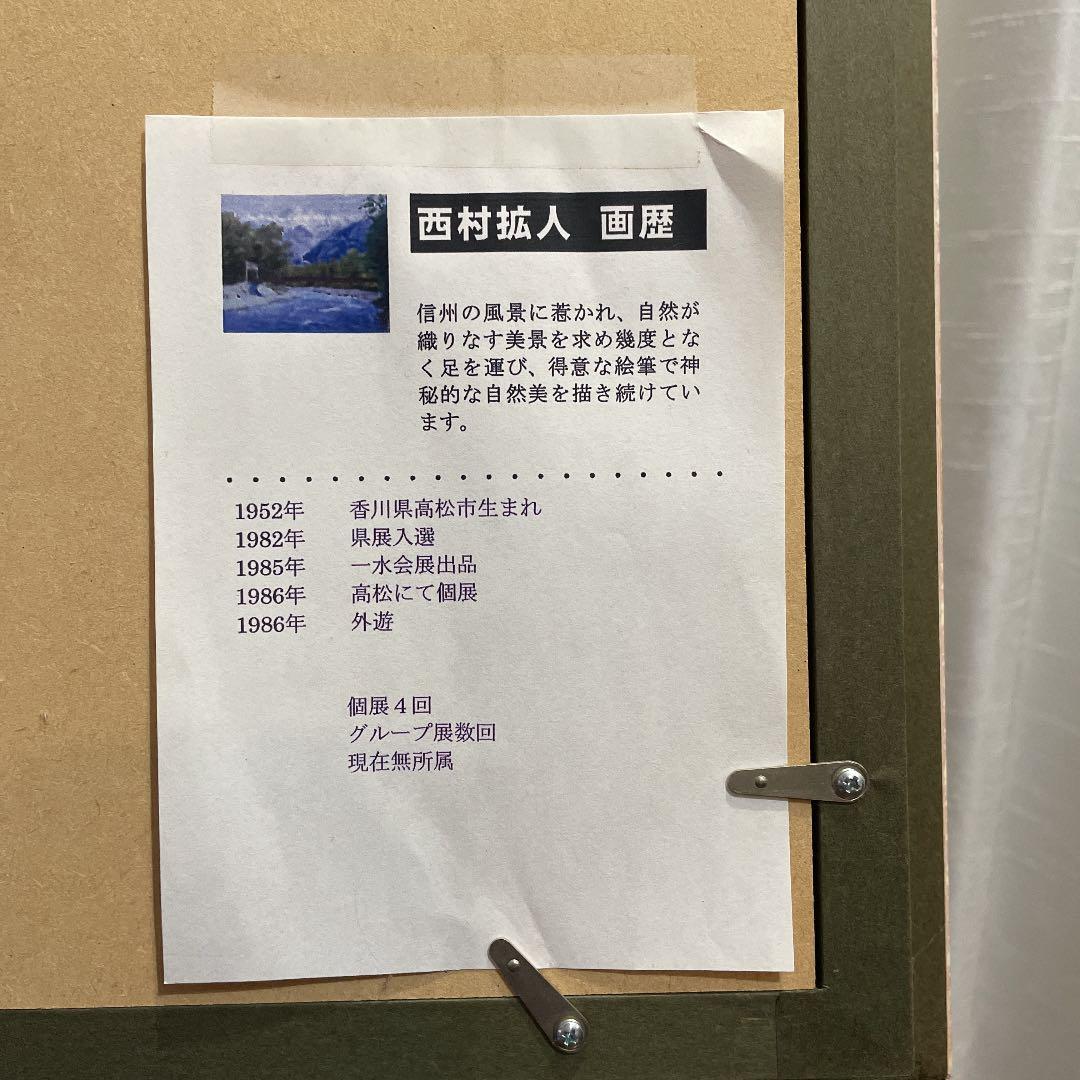 西村拡人 画歴
信州の風景に惹かれ、自然が
織りなす美景を求め幾度とな
く足を運び、得意な絵筆で神
秘的な自然美を描き続けてい
ます。
1952年 香川県高松市生まれ
1982年 県展入選
1985年 一水会展出品
1986年 高松にて個展
1986年 外遊
個展４回
グループ展数回
現在無所属